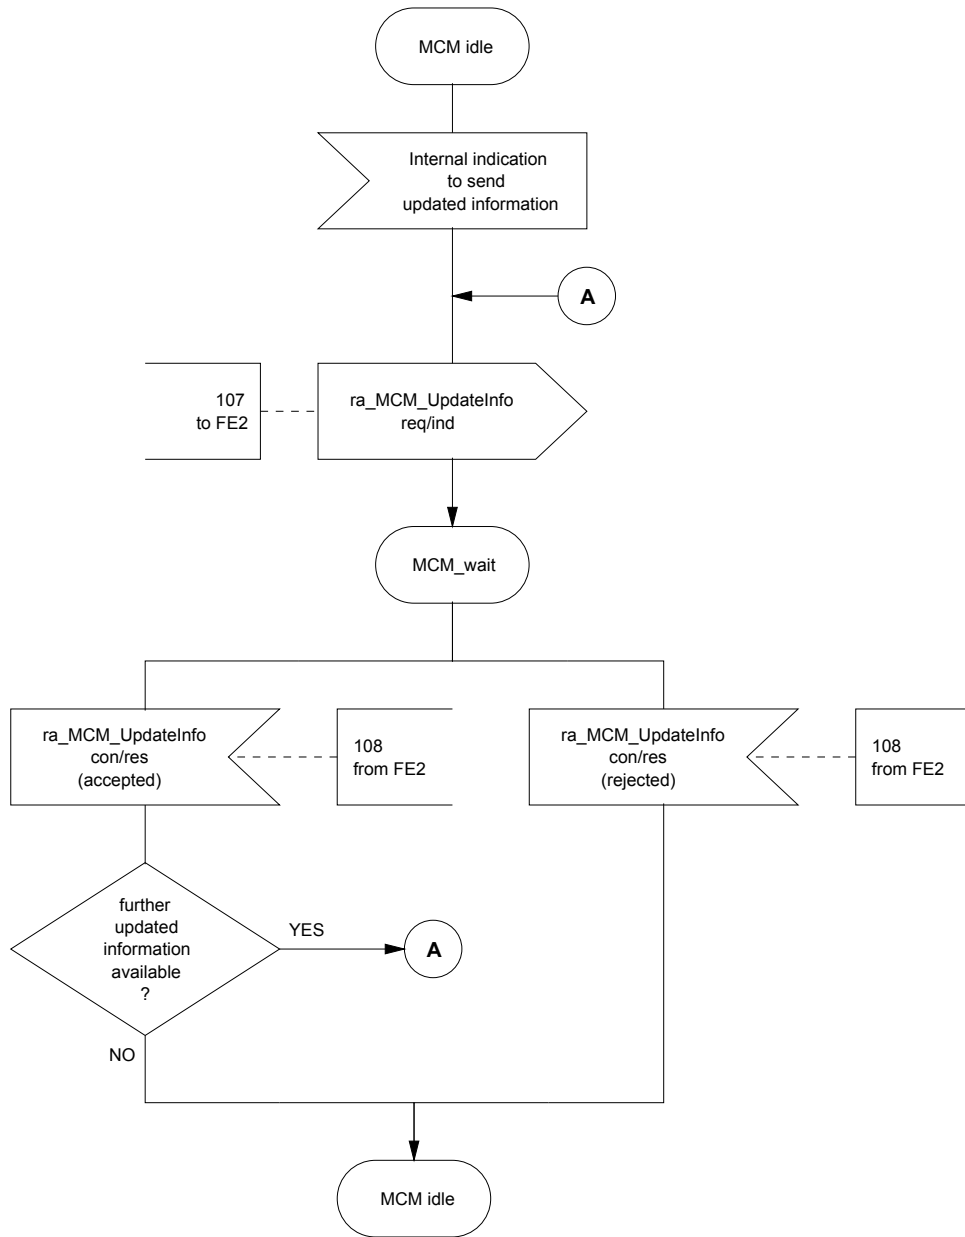 MCM idle
Internal indication
to send
updated information
A
107
to FE2
ra_MCM_UpdateInfo
req/ind
MCM_wait
ra_MCM_UpdateInfo
con/res
(accepted)
108
from FE2
ra_MCM_UpdateInfo
con/res
(rejected)
108
from FE2
further
updated
information
available
?
YES
A
NO
MCM idle